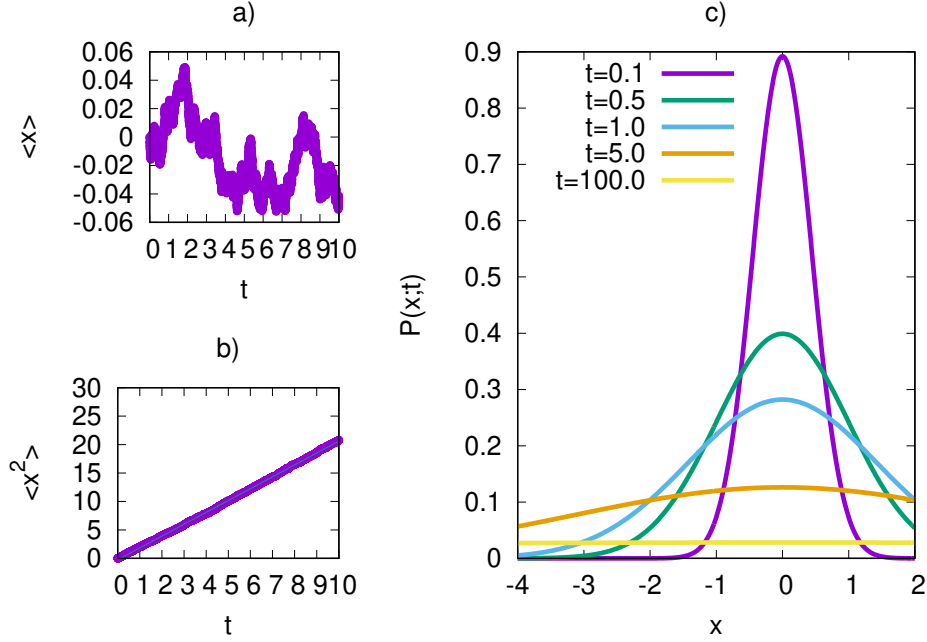 a)
<x>
0.06
0.04
0.02
0
-0.02
-0.04
-0.06
0 1 2 3 4 5 6 7 8 9 10
t
b)
<x2>
30
25
20
15
10
5
0
0 1 2 3 4 5 6 7 8 9 10
t
c)
P(x;t)
0.9
0.8
0.7
0.6
0.5
0.4
0.3
0.2
0.1
0
t=0.1
t=0.5
t=1.0
t=5.0
t=100.0
-4 -3 -2 -1 0 1 2
x